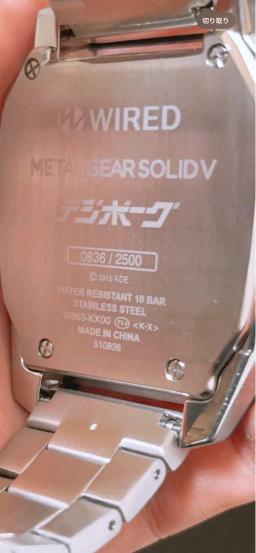 切り取り
WIRED
METAL GEAR SOLID V
デジボーグ
0836 / 2500
© 2015 KDE
WATER RESISTANT 10 BAR
STAINLESS STEEL
W865-KX00 T14 <K-X>
MADE IN CHINA
510836